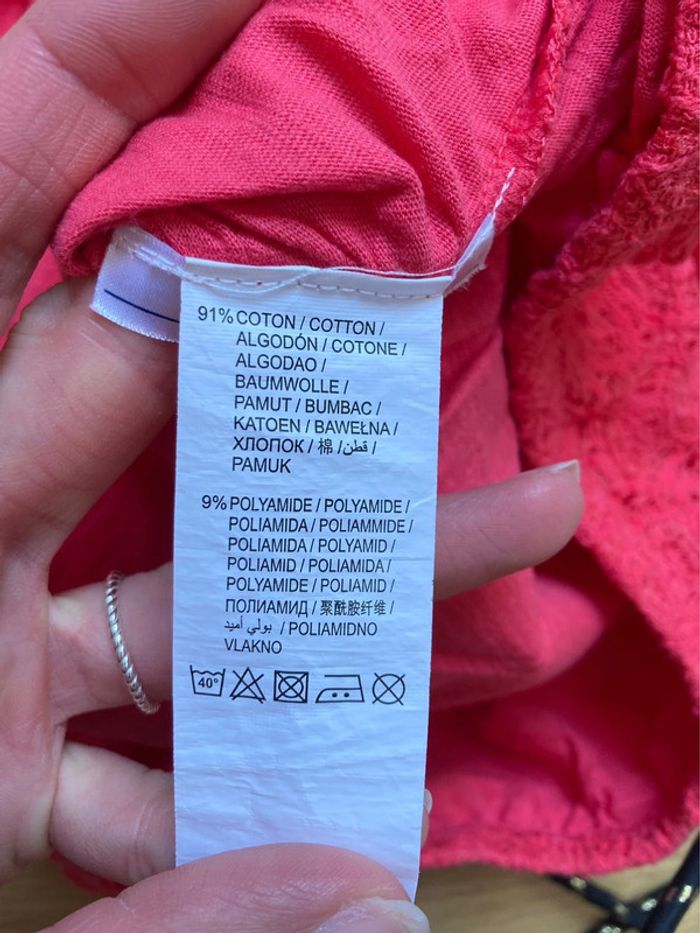 91% COTON / COTTON /
ALGODÓN / COTONE /
ALGODAO /
BAUMWOLLE /
PAMUT / BUMBAC /
KATOEN / BAWEŁNA /
ХЛОПОК / 棉 / قطن /
PAMUK
9% POLYAMIDE / POLYAMIDE /
POLIAMIDA / POLIAMMIDE /
POLIAMIDA / POLYAMID /
POLIAMID / POLIAMIDA /
POLYAMIDE / POLIAMID /
ПОЛИАМИД / 聚酰胺纤维 /
بولي أميد / POLIAMIDNO
VLAKNO
40°